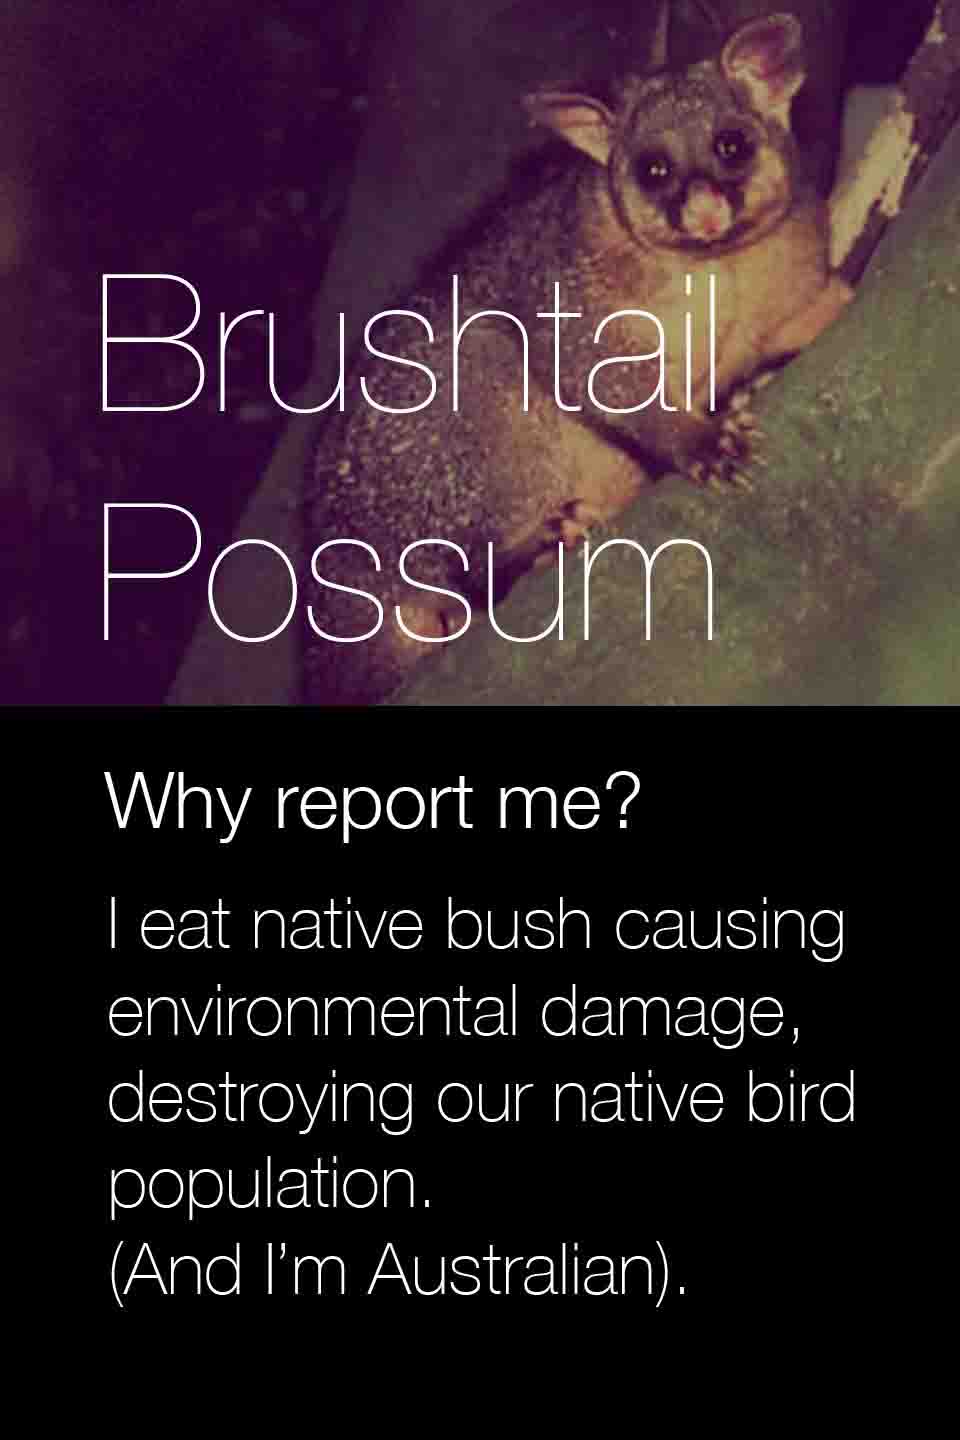 Brushtail
Possum
Why report me?
I eat native bush causing
environmental damage,
destroying our native bird
population.
(And I’m Australian).